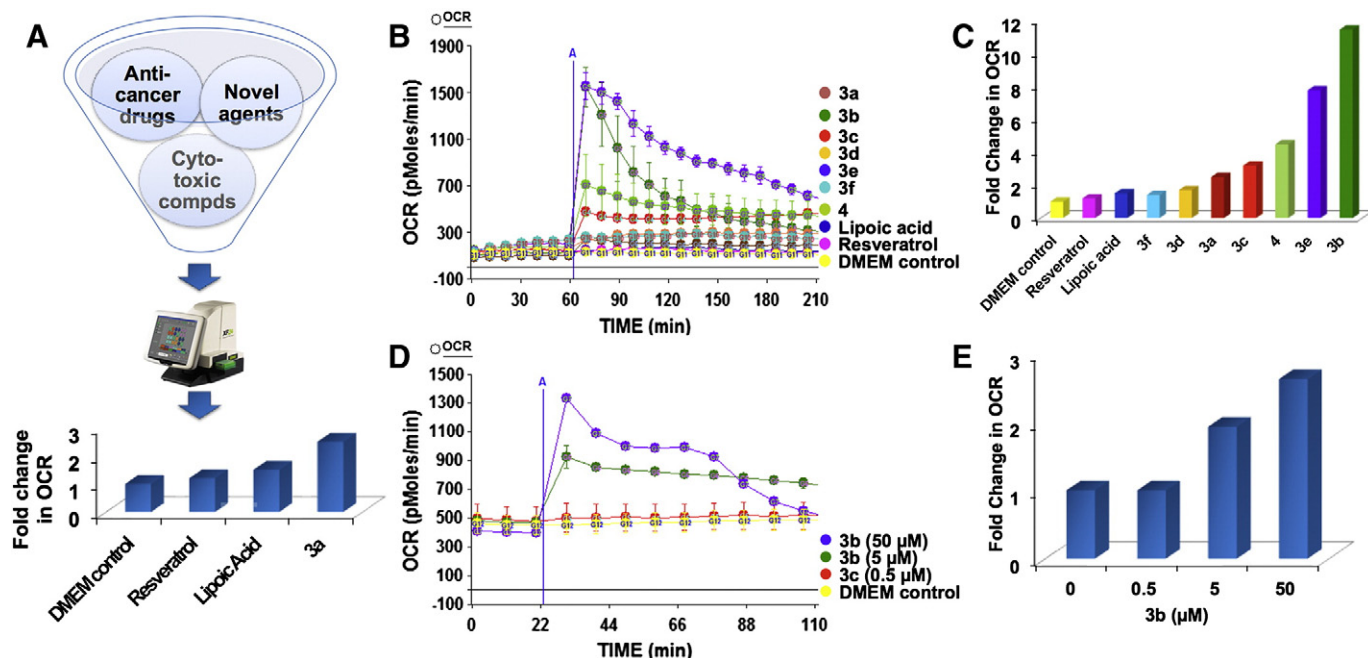 A
Anti-
cancer
drugs
Novel
agents
Cyto-
toxic
compds
Fold change
in OCR
3
2
1
0
DMEM control
Resveratrol
Lipoic Acid
3a
B
OCR
A
OCR (pMoles/min)
1900
1500
1100
700
300
-100
0 30 60 90 120 150 180 210
TIME (min)
3a
3b
3c
3d
3e
3f
4
Lipoic acid
Resveratrol
DMEM control
C
Fold Change in OCR
12
10
8
6
4
2
0
DMEM control
Resveratrol
Lipoic acid
3f
3d
3a
3c
4
3e
3b
D
OCR
A
OCR (pMoles/min)
1500
1300
1100
900
700
500
300
100
-100
0 22 44 66 88 110
TIME (min)
3b (50 µM)
3b (5 µM)
3c (0.5 µM)
DMEM control
E
Fold Change in OCR
3
2
1
0
0 0.5 5 50
3b (µM)